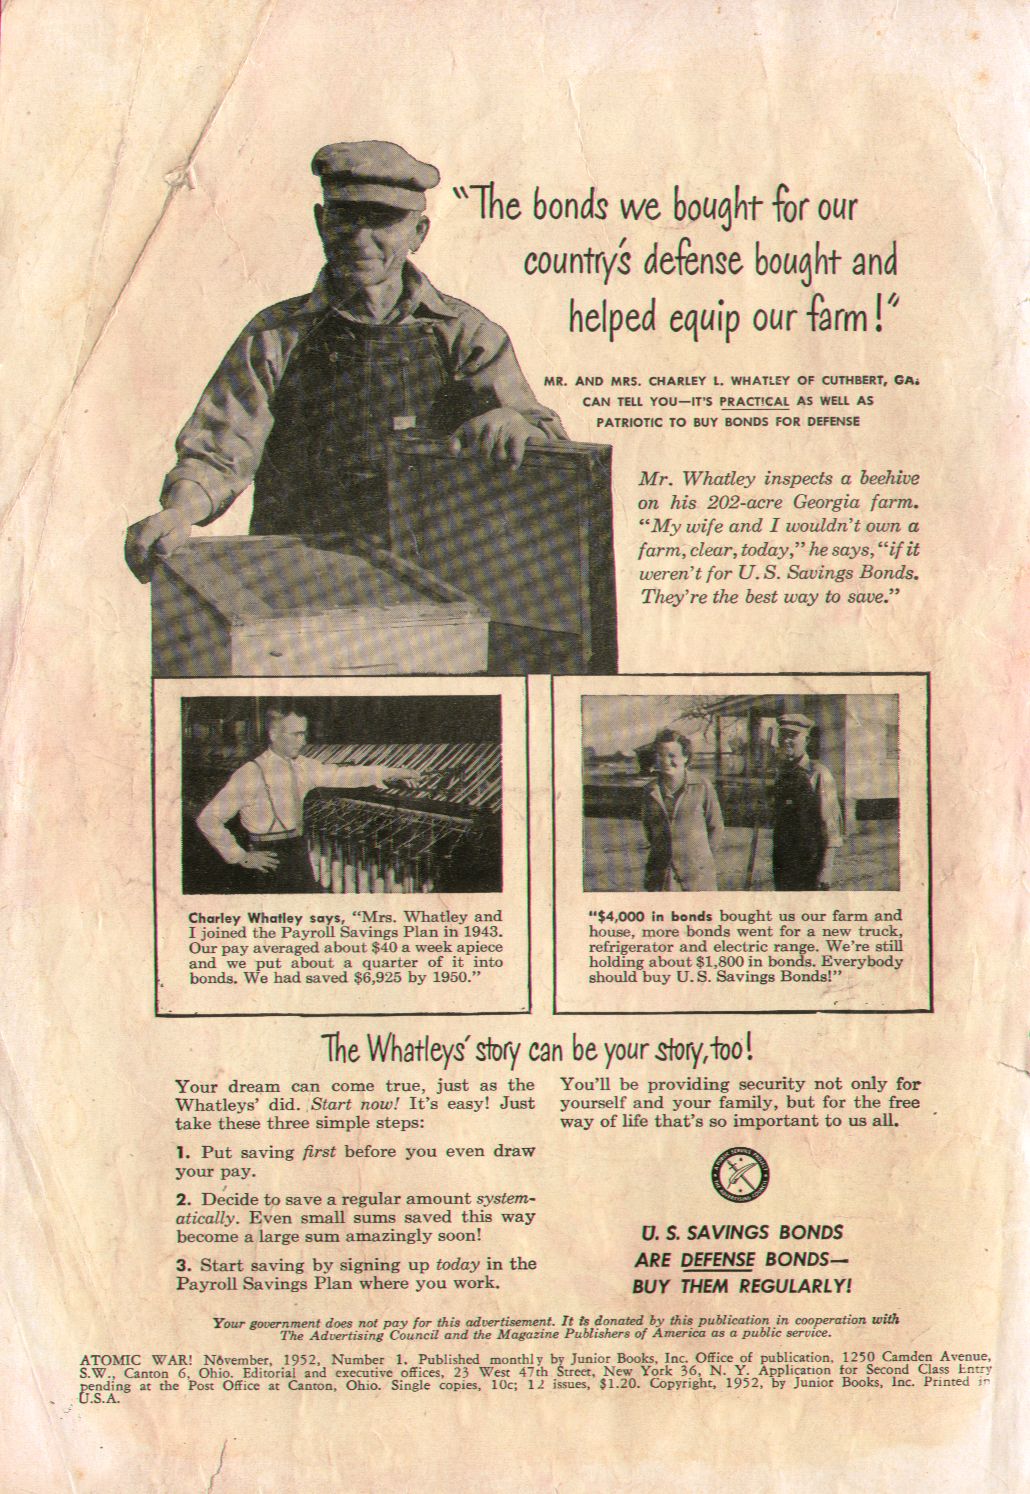 "The bonds we bought for our
country's defense bought and
helped equip our farm!"
MR. AND MRS. CHARLEY L. WHATLEY OF CUTHBERT, GA.
CAN TELL YOU—IT'S PRACTICAL AS WELL AS
PATRIOTIC TO BUY BONDS FOR DEFENSE
Mr. Whatley inspects a beehive
on his 202-acre Georgia farm.
"My wife and I wouldn't own a
farm, clear, today," he says, "if it
weren't for U. S. Savings Bonds.
They're the best way to save."
Charley Whatley says, "Mrs. Whatley and
I joined the Payroll Savings Plan in 1943.
Our pay averaged about $40 a week apiece
and we put about a quarter of it into
bonds. We had saved $6,925 by 1950."
"$4,000 in bonds bought us our farm and
house, more bonds went for a new truck,
refrigerator and electric range. We're still
holding about $1,800 in bonds. Everybody
should buy U. S. Savings Bonds!"
The Whatleys' story can be your story, too!
Your dream can come true, just as the
Whatleys' did. Start now! It's easy! Just
take these three simple steps:
1. Put saving first before you even draw
your pay.
2. Decide to save a regular amount system-
atically. Even small sums saved this way
become a large sum amazingly soon!
3. Start saving by signing up today in the
Payroll Savings Plan where you work.
You'll be providing security not only for
yourself and your family, but for the free
way of life that's so important to us all.
A PUBLIC SERVICE PROJECT
THE ADVERTISING COUNCIL
U. S. SAVINGS BONDS
ARE DEFENSE BONDS—
BUY THEM REGULARLY!
Your government does not pay for this advertisement. It is donated by this publication in cooperation with
The Advertising Council and the Magazine Publishers of America as a public service.
ATOMIC WAR! November, 1952, Number 1. Published monthly by Junior Books, Inc. Office of publication, 1250 Camden Avenue,
S.W., Canton 6, Ohio. Editorial and executive offices, 23 West 47th Street, New York 36, N. Y. Application for Second Class Entry
pending at the Post Office at Canton, Ohio. Single copies, 10c; 12 issues, $1.20. Copyright, 1952, by Junior Books, Inc. Printed in
U.S.A.